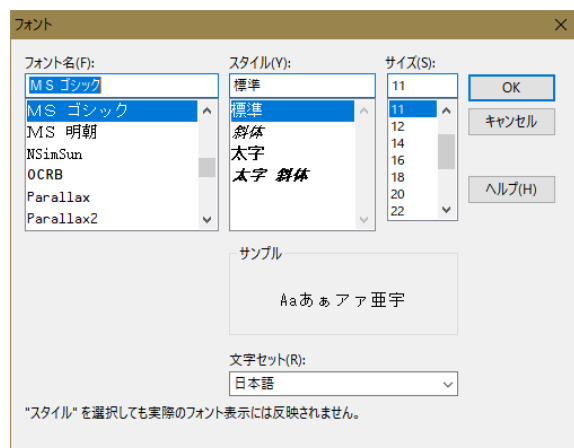 フォント
フォント名(F):
ＭＳ ゴシック
ＭＳ ゴシック
ＭＳ 明朝
NSimSun
OCRB
Parallax
Parallax2
スタイル(Y):
標準
標準
斜体
太字
太字 斜体
サイズ(S):
11
11
12
14
16
18
20
22
OK
キャンセル
ヘルプ(H)
サンプル
Aaあぁアァ亜宇
文字セット(R):
日本語
"スタイル" を選択しても実際のフォント表示には反映されません。